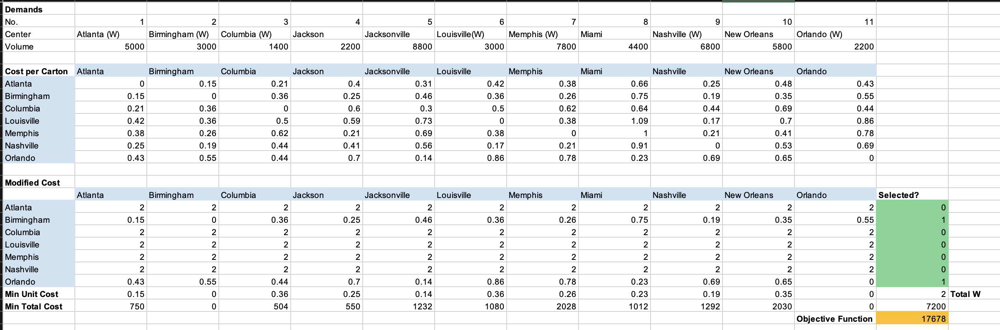 Demands
No. 1 2 3 4 5 6 7 8 9 10 11
Center Atlanta (W) Birmingham (W) Columbia (W) Jackson Jacksonville Louisville(W) Memphis (W) Miami Nashville (W) New Orleans Orlando (W)
Volume 5000 3000 1400 2200 8800 3000 7800 4400 6800 5800 2200
Cost per Carton Atlanta Birmingham Columbia Jackson Jacksonville Louisville Memphis Miami Nashville New Orleans Orlando
Atlanta 0 0.15 0.21 0.4 0.31 0.42 0.38 0.66 0.25 0.48 0.43
Birmingham 0.15 0 0.36 0.25 0.46 0.36 0.26 0.75 0.19 0.35 0.55
Columbia 0.21 0.36 0 0.6 0.3 0.5 0.62 0.64 0.44 0.69 0.44
Louisville 0.42 0.36 0.5 0.59 0.73 0 0.38 1.09 0.17 0.7 0.86
Memphis 0.38 0.26 0.62 0.21 0.69 0.38 0 1 0.21 0.41 0.78
Nashville 0.25 0.19 0.44 0.41 0.56 0.17 0.21 0.91 0 0.53 0.69
Orlando 0.43 0.55 0.44 0.7 0.14 0.86 0.78 0.23 0.69 0.65 0
Modified Cost
Atlanta Birmingham Columbia Jackson Jacksonville Louisville Memphis Miami Nashville New Orleans Orlando Selected?
Atlanta 2 2 2 2 2 2 2 2 2 2 2 0
Birmingham 0.15 0 0.36 0.25 0.46 0.36 0.26 0.75 0.19 0.35 0.55 1
Columbia 2 2 2 2 2 2 2 2 2 2 2 0
Louisville 2 2 2 2 2 2 2 2 2 2 2 0
Memphis 2 2 2 2 2 2 2 2 2 2 2 0
Nashville 2 2 2 2 2 2 2 2 2 2 2 0
Orlando 0.43 0.55 0.44 0.7 0.14 0.86 0.78 0.23 0.69 0.65 0 1
Min Unit Cost 0.15 0 0.36 0.25 0.14 0.36 0.26 0.23 0.19 0.35 0 2 Total W
Min Total Cost 750 0 504 550 1232 1080 2028 1012 1292 2030 0 7200
Objective Function 17678